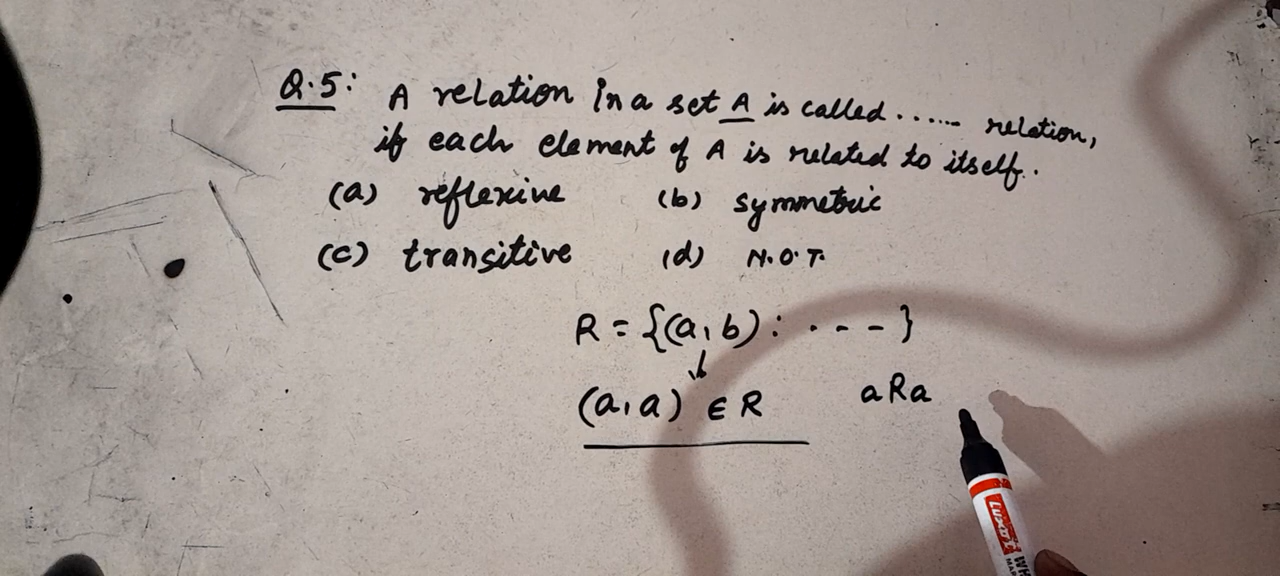 Q.5: A relation in a set A is called ...... relation,
if each element of A is related to itself.
(a) reflexive (b) symmetric
(c) transitive (d) N.O.T.
R = {(a, b) : . - - - }
(a, a) ∈ R aRa
LUXOR